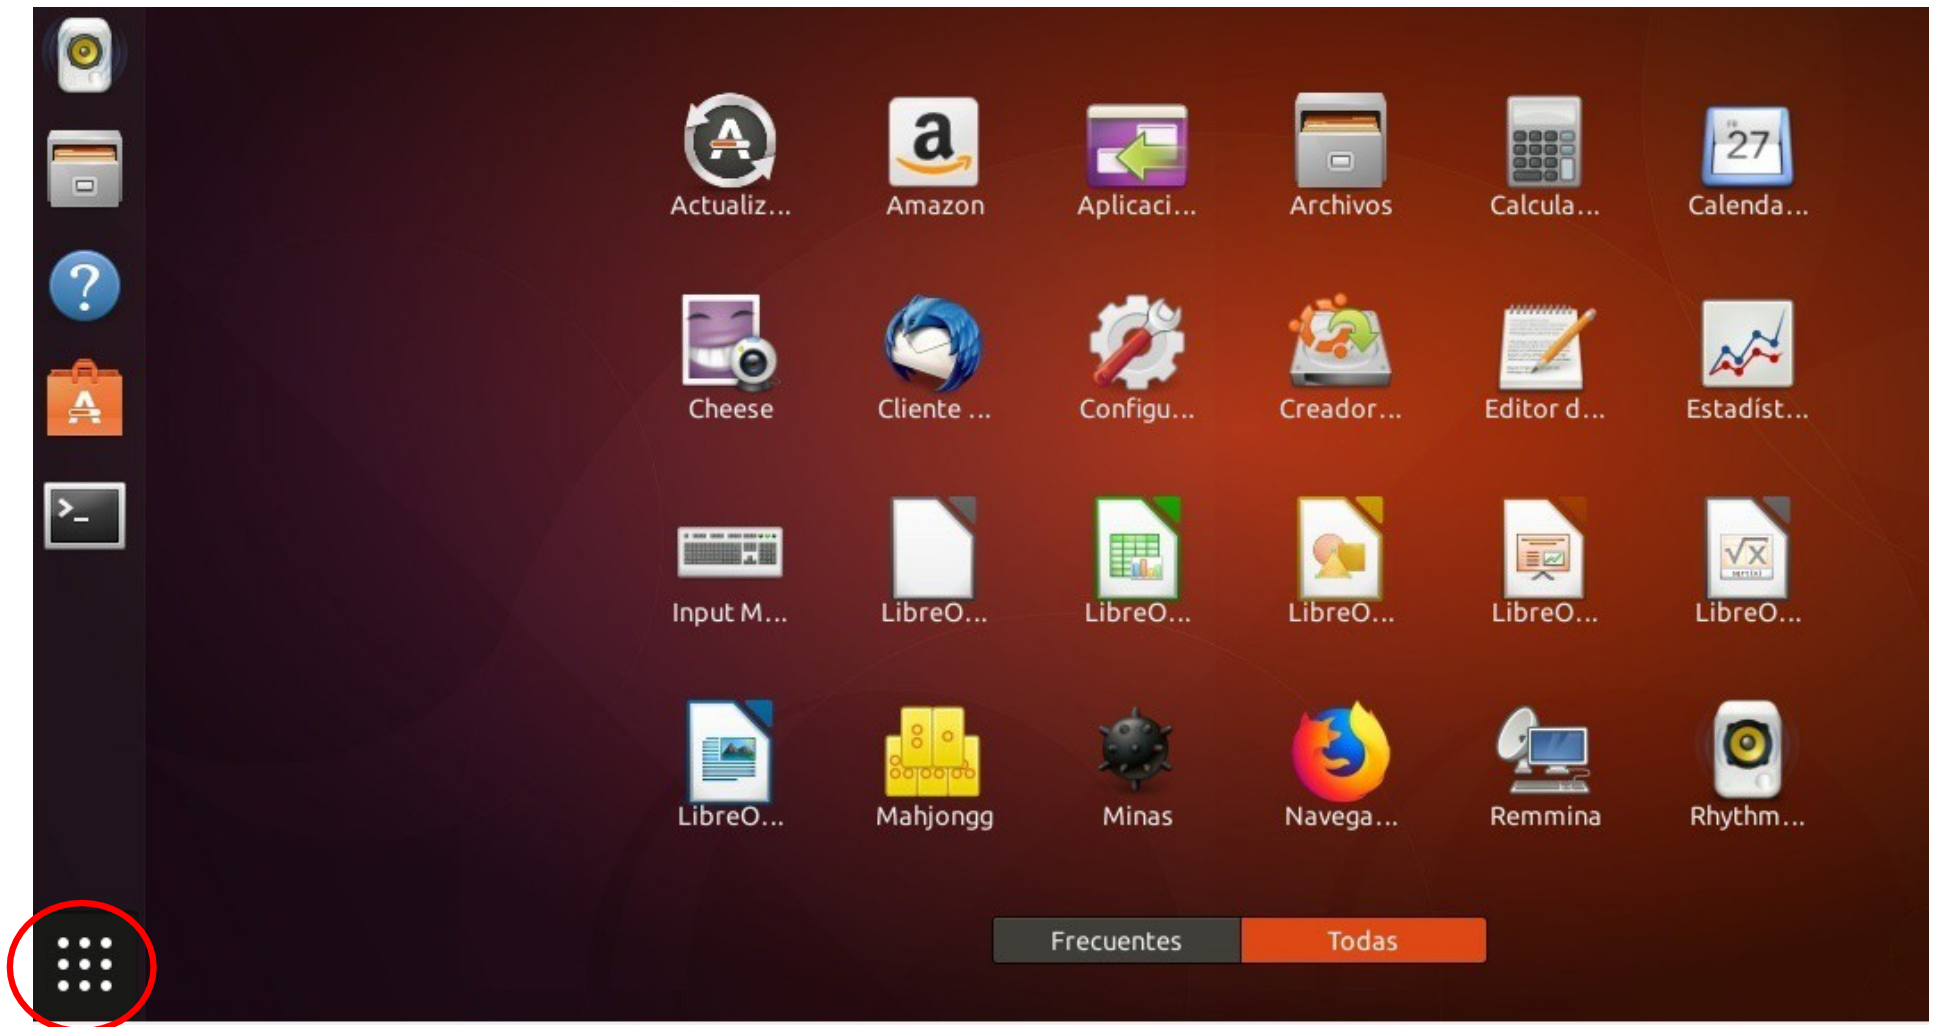 Actualiz...
Amazon
Aplicaci...
Archivos
Calcula...
Calenda...
27
Cheese
Cliente ...
Configu...
Creador...
Editor d...
Estadíst...
Input M...
LibreO...
LibreO...
LibreO...
LibreO...
LibreO...
LibreO...
Mahjongg
Minas
Navega...
Remmina
Rhythm...
Frecuentes
Todas